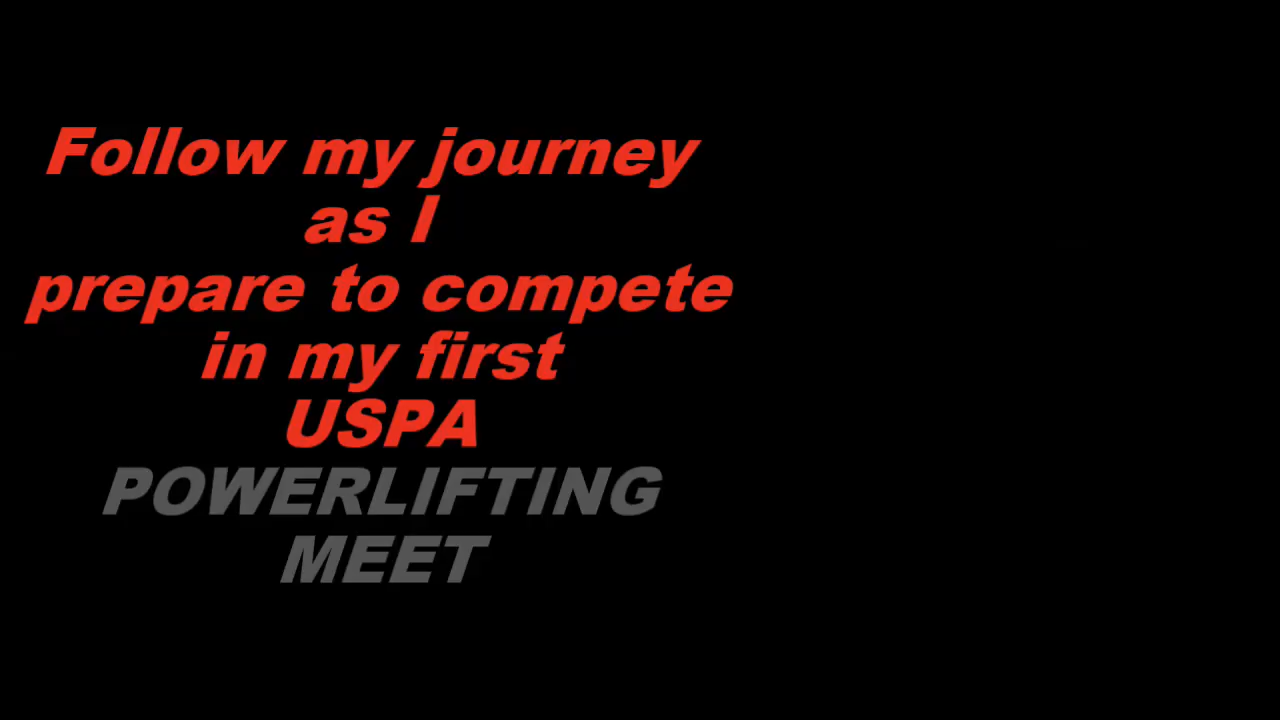 Follow my journey
as I
prepare to compete
in my first
USPA
POWERLIFTING
MEET